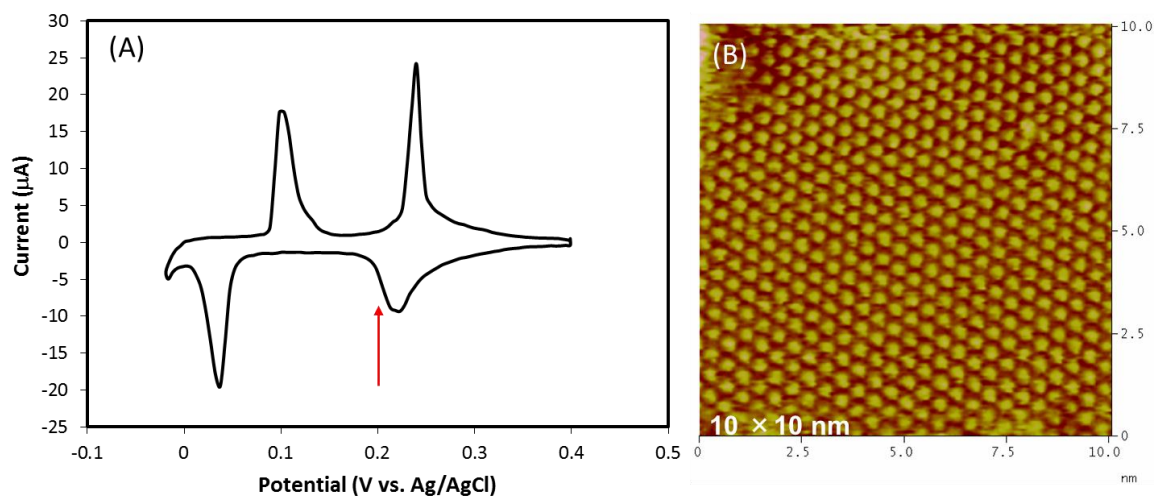 (A)
30
25
20
15
10
5
0
-5
-10
-15
-20
-25
Current (µA)
-0.1 0 0.1 0.2 0.3 0.4 0.5
Potential (V vs. Ag/AgCl)
(B)
10.0
7.5
5.0
2.5
0
10 × 10 nm
0 2.5 5.0 7.5 10.0
nm